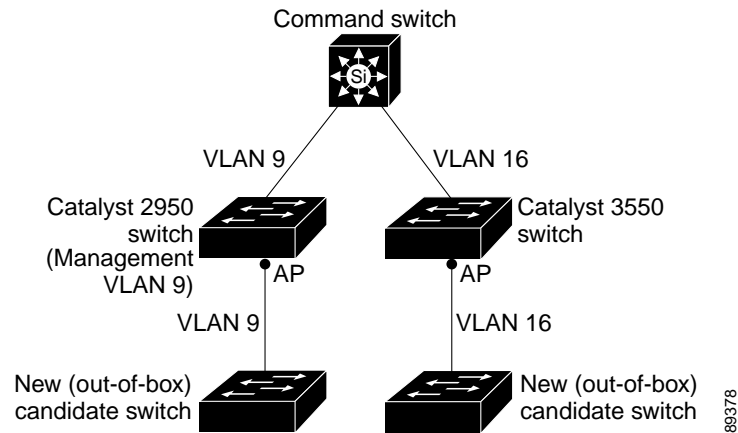 Command switch
Si
VLAN 9
VLAN 16
Catalyst 2950
switch
(Management
VLAN 9)
Catalyst 3550
switch
AP
AP
VLAN 9
VLAN 16
New (out-of-box)
candidate switch
New (out-of-box)
candidate switch
89378